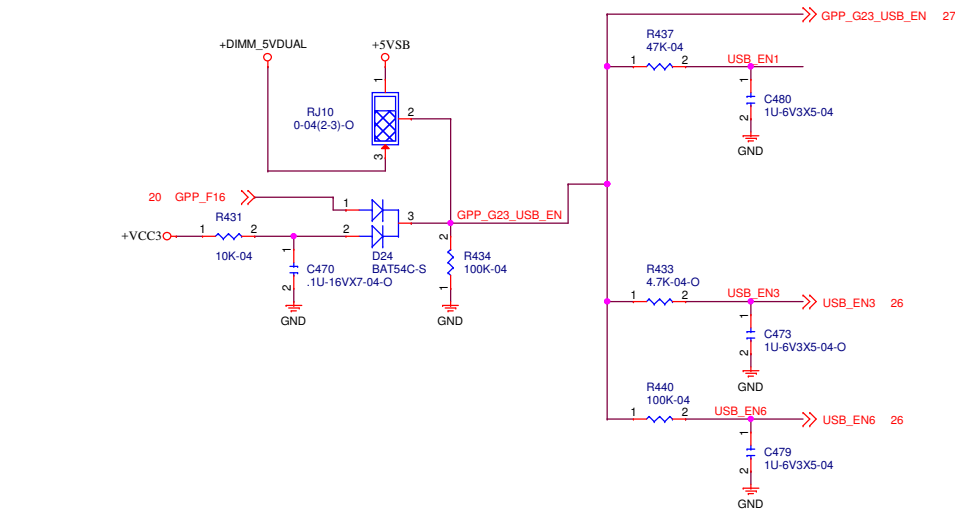 GPP_G23_USB_EN 27
R437
47K-04
1 2
USB_EN1
1
2
C480
1U-6V3X5-04
GND
+DIMM_5VDUAL
+5VSB
1
RJ10
0-04(2-3)-O
2
3
20 GPP_F16
1
R431
1 2
+VCC3
10K-04
2
3
GPP_G23_USB_EN
D24
BAT54C-S
1
2
C470
.1U-16VX7-04-O
GND
2
1
R434
100K-04
GND
R433
4.7K-04-O
1 2
USB_EN3
USB_EN3 26
1
2
C473
1U-6V3X5-04-O
GND
R440
100K-04
1 2
USB_EN6
USB_EN6 26
1
2
C479
1U-6V3X5-04
GND